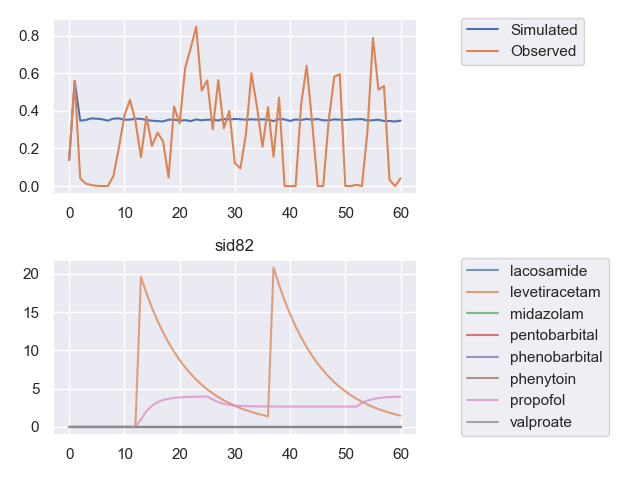 0.8
0.6
0.4
0.2
0.0
0 10 20 30 40 50 60
Simulated
Observed
sid82
20
15
10
5
0
0 10 20 30 40 50 60
lacosamide
levetiracetam
midazolam
pentobarbital
phenobarbital
phenytoin
propofol
valproate